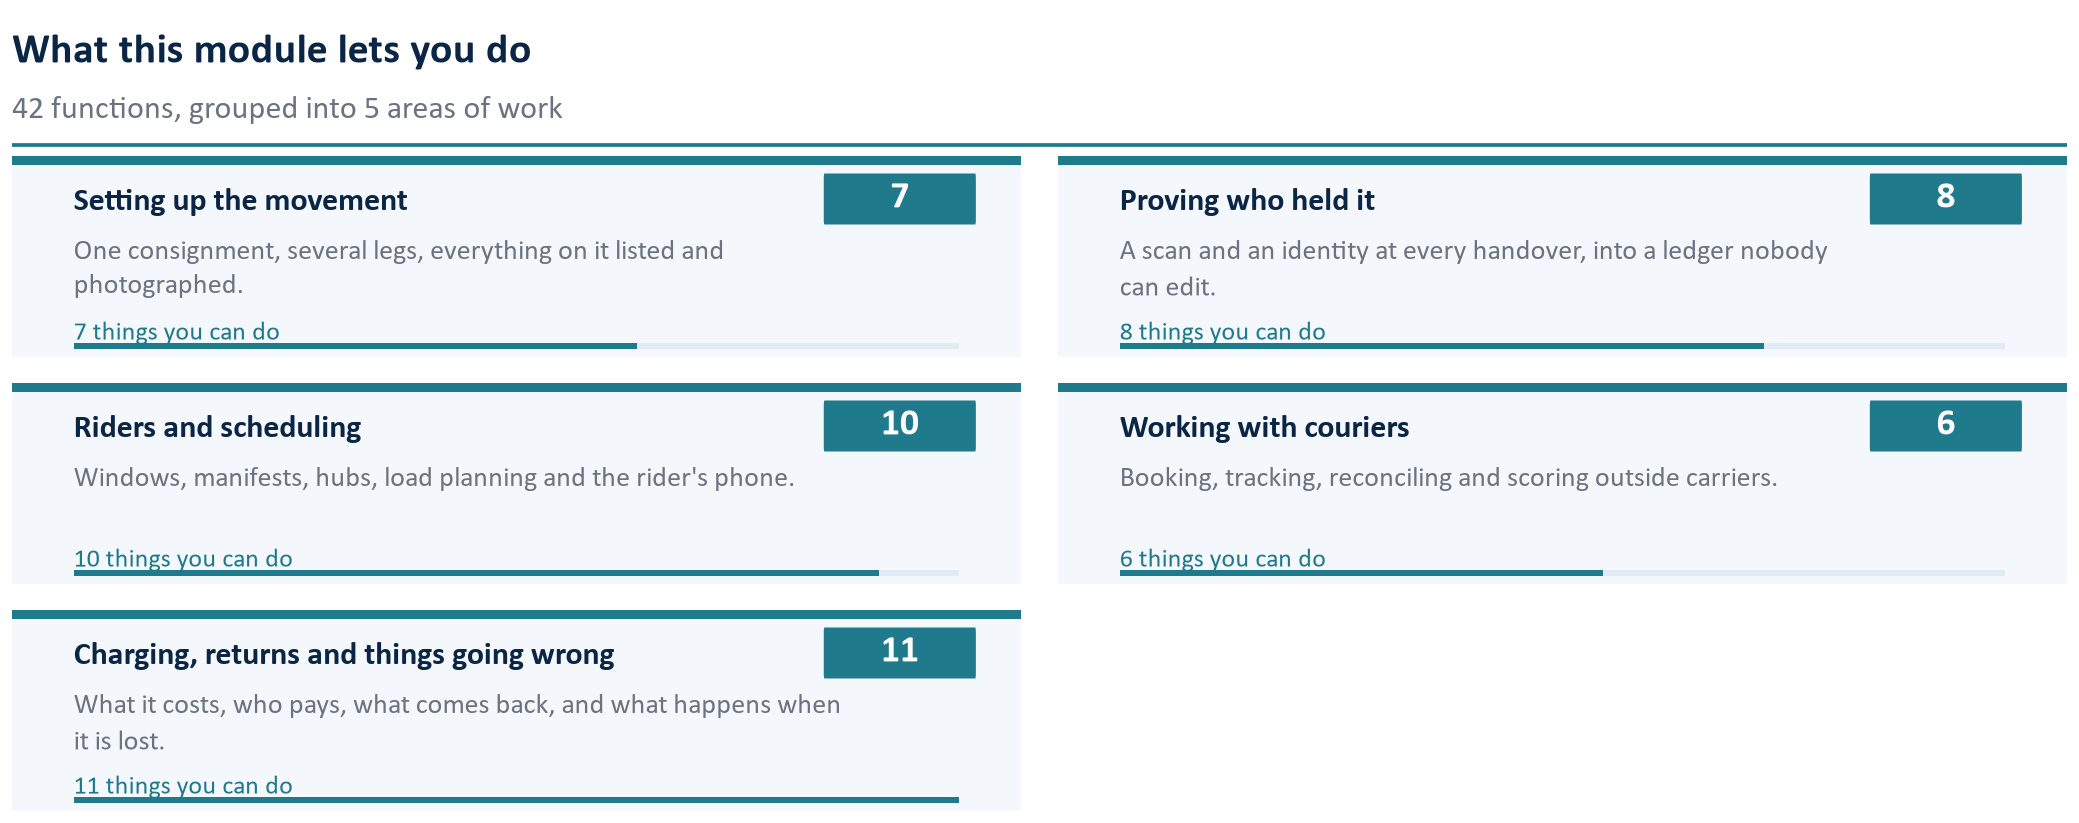 What this module lets you do
42 functions, grouped into 5 areas of work
Setting up the movement
7
One consignment, several legs, everything on it listed and
photographed.
7 things you can do
Proving who held it
8
A scan and an identity at every handover, into a ledger nobody
can edit.
8 things you can do
Riders and scheduling
10
Windows, manifests, hubs, load planning and the rider's phone.
10 things you can do
Working with couriers
6
Booking, tracking, reconciling and scoring outside carriers.
6 things you can do
Charging, returns and things going wrong
11
What it costs, who pays, what comes back, and what happens when
it is lost.
11 things you can do